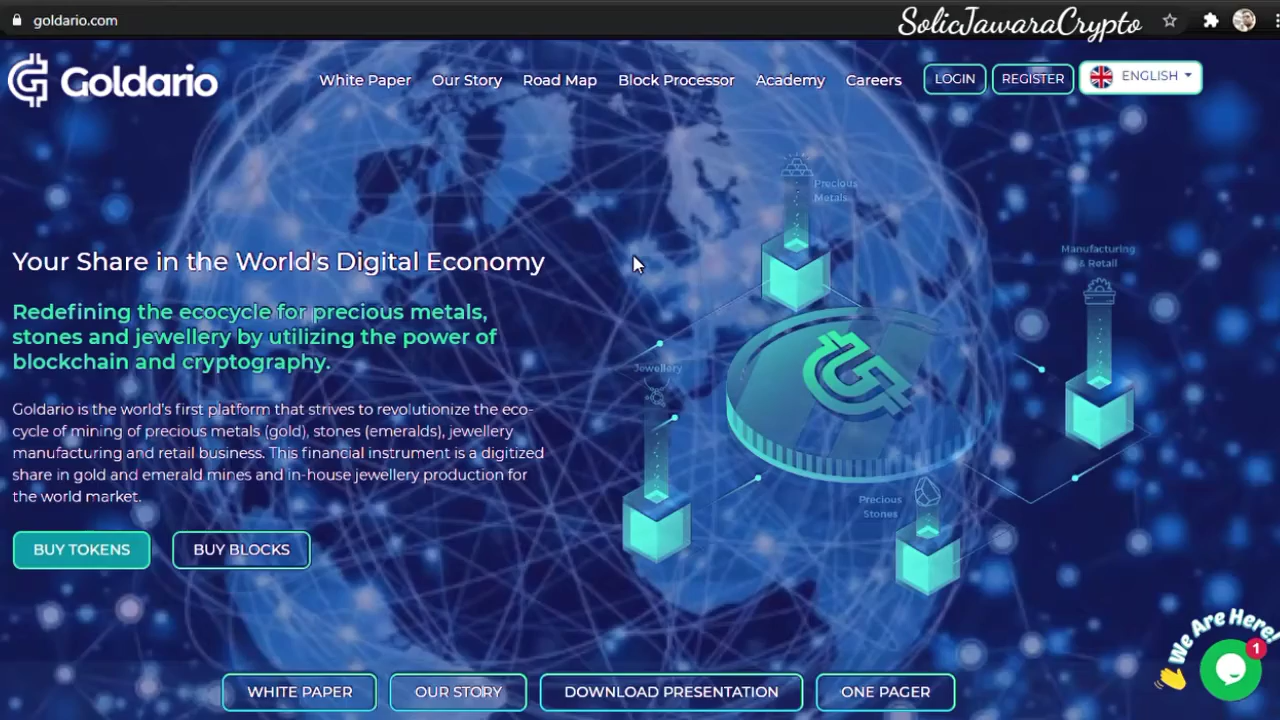 goldario.com
SolicJawaraCrypto
Goldario
White Paper
Our Story
Road Map
Block Processor
Academy
Careers
LOGIN
REGISTER
ENGLISH
Precious
Metals
Manufacturing
& Retail
Your Share in the World's Digital Economy
Redefining the ecocycle for precious metals,
stones and jewellery by utilizing the power of
blockchain and cryptography.
Jewellery
Goldario is the world's first platform that strives to revolutionize the eco-
cycle of mining of precious metals (gold), stones (emeralds), jewellery
manufacturing and retail business. This financial instrument is a digitized
share in gold and emerald mines and in-house jewellery production for
the world market.
Precious
Stones
BUY TOKENS
BUY BLOCKS
We Are Here!
1
WHITE PAPER
OUR STORY
DOWNLOAD PRESENTATION
ONE PAGER